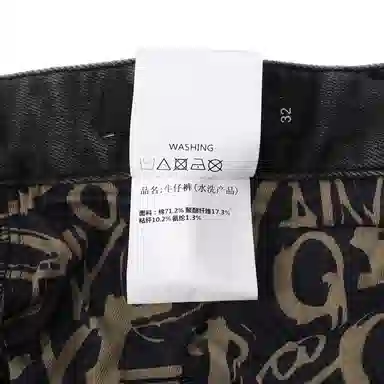 WASHING
32
品名:牛仔裤(水洗产品)
面料:棉71.2% 聚酯纤维17.3%
粘纤10.2% 氨纶1.3%